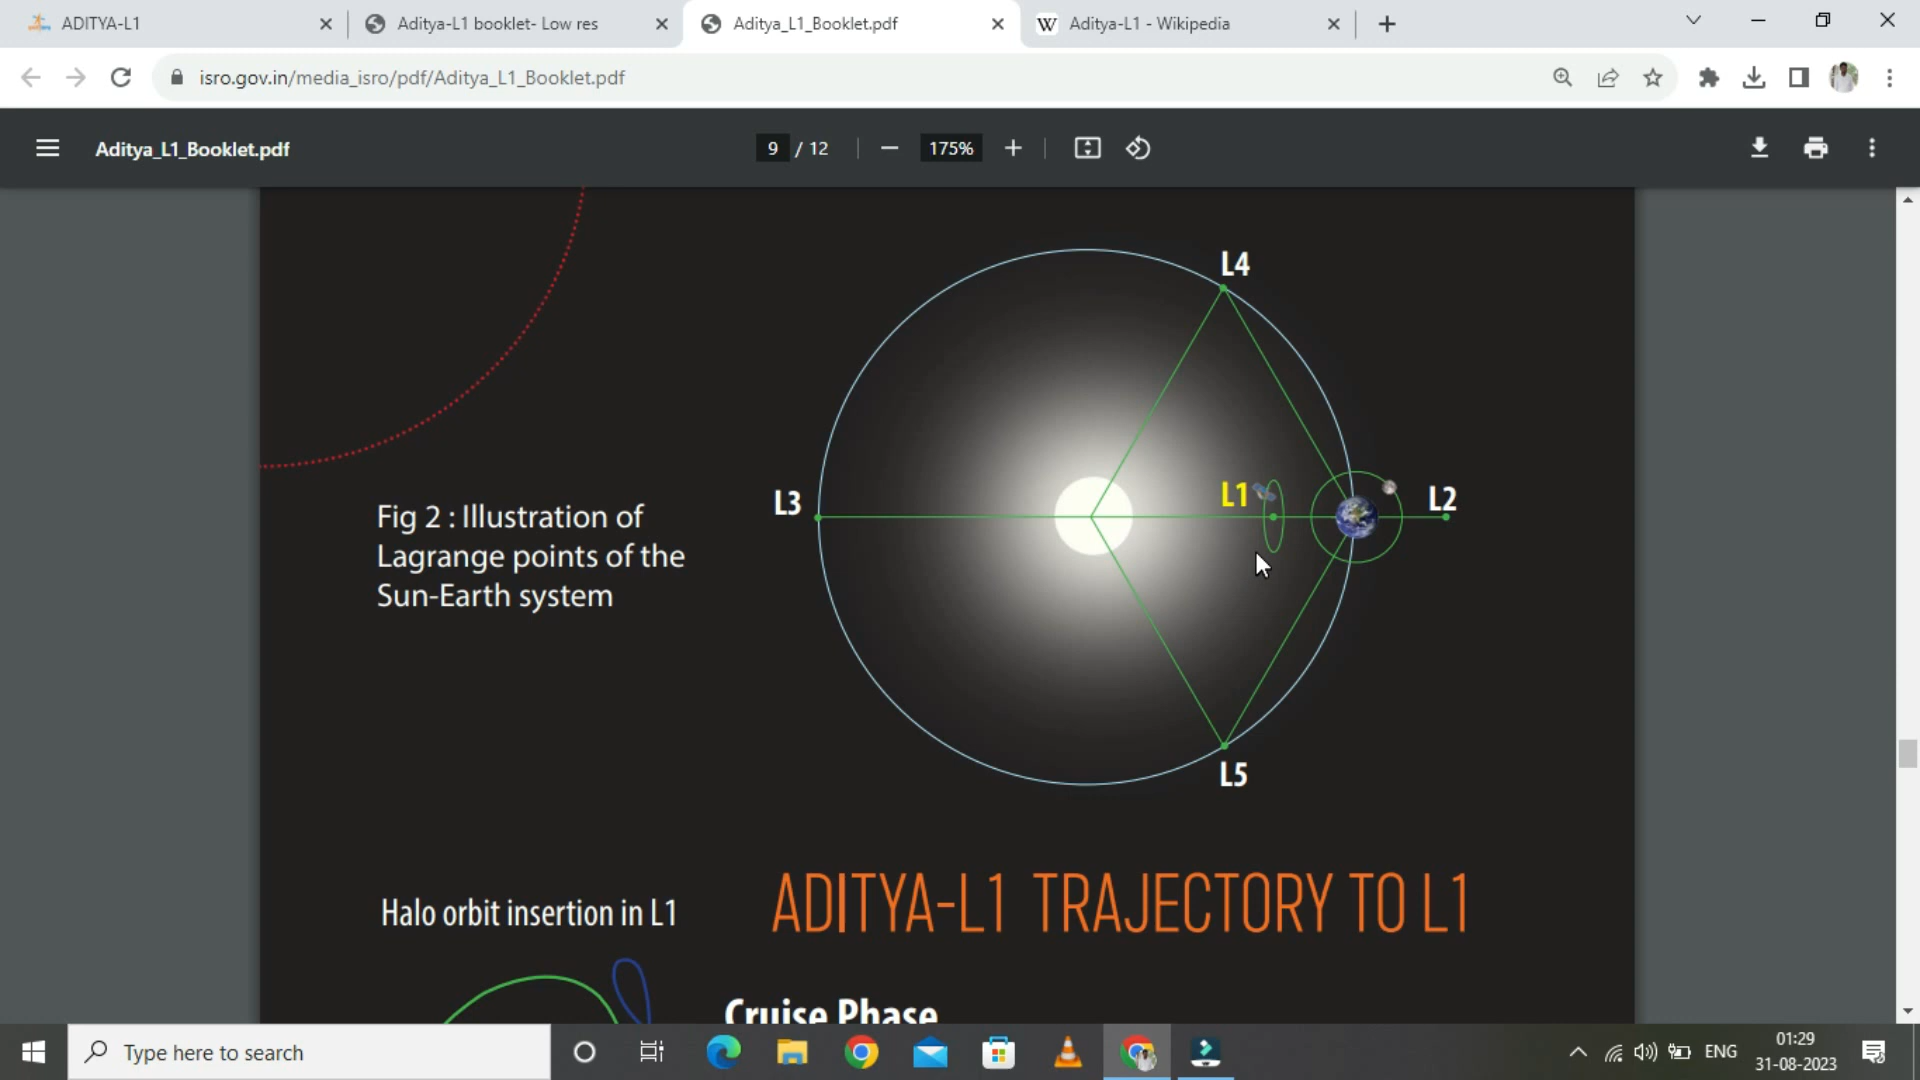 ADITYA-L1
Aditya-L1 booklet- Low res
Aditya_L1_Booklet.pdf
W Aditya-L1 - Wikipedia
isro.gov.in/media_isro/pdf/Aditya_L1_Booklet.pdf
Aditya_L1_Booklet.pdf
9 / 12
175%
L4
L3
L1
L2
Fig 2 : Illustration of
Lagrange points of the
Sun-Earth system
L5
Halo orbit insertion in L1
ADITYA-L1 TRAJECTORY TO L1
Cruise Phase
Type here to search
ENG
01:29
31-08-2023